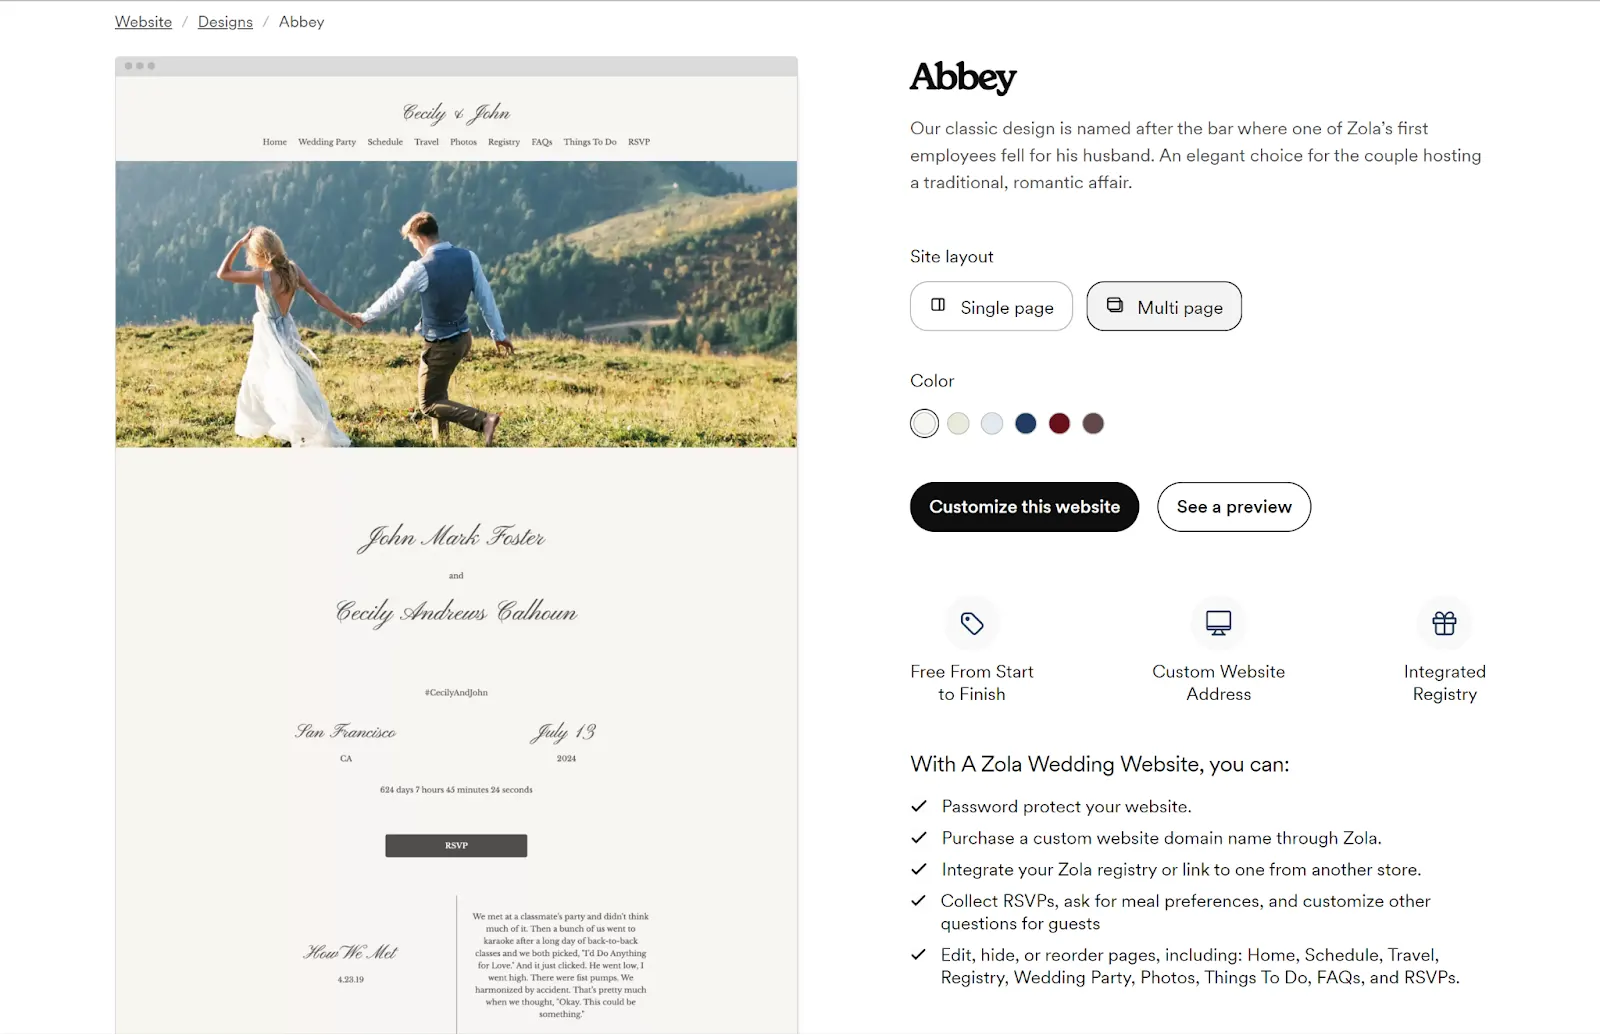 Website / Designs / Abbey
Cecily & John
Home Wedding Party Schedule Travel Photos Registry FAQs Things To Do RSVP
John Mark Foster
and
Cecily Andrews Calhoun
#CecilyAndJohn
San Francisco
CA
July 13
2024
624 days 7 hours 45 minutes 24 seconds
RSVP
How We Met
4.23.19
We met at a classmate's party and didn't think
much of it. Then a bunch of us went to
karaoke after a long day of back-to-back
classes and we both picked, "I'd Do Anything
for Love." And it just clicked. He went low, I
went high. There were fist pumps. We
harmonized by accident. That's pretty much
when we thought, "Okay. This could be
something."
Abbey
Our classic design is named after the bar where one of Zola's first
employees fell for his husband. An elegant choice for the couple hosting
a traditional, romantic affair.
Site layout
Single page
Multi page
Color
Customize this website
See a preview
Free From Start
to Finish
Custom Website
Address
Integrated
Registry
With A Zola Wedding Website, you can:
Password protect your website.
Purchase a custom website domain name through Zola.
Integrate your Zola registry or link to one from another store.
Collect RSVPs, ask for meal preferences, and customize other
questions for guests
Edit, hide, or reorder pages, including: Home, Schedule, Travel,
Registry, Wedding Party, Photos, Things To Do, FAQs, and RSVPs.